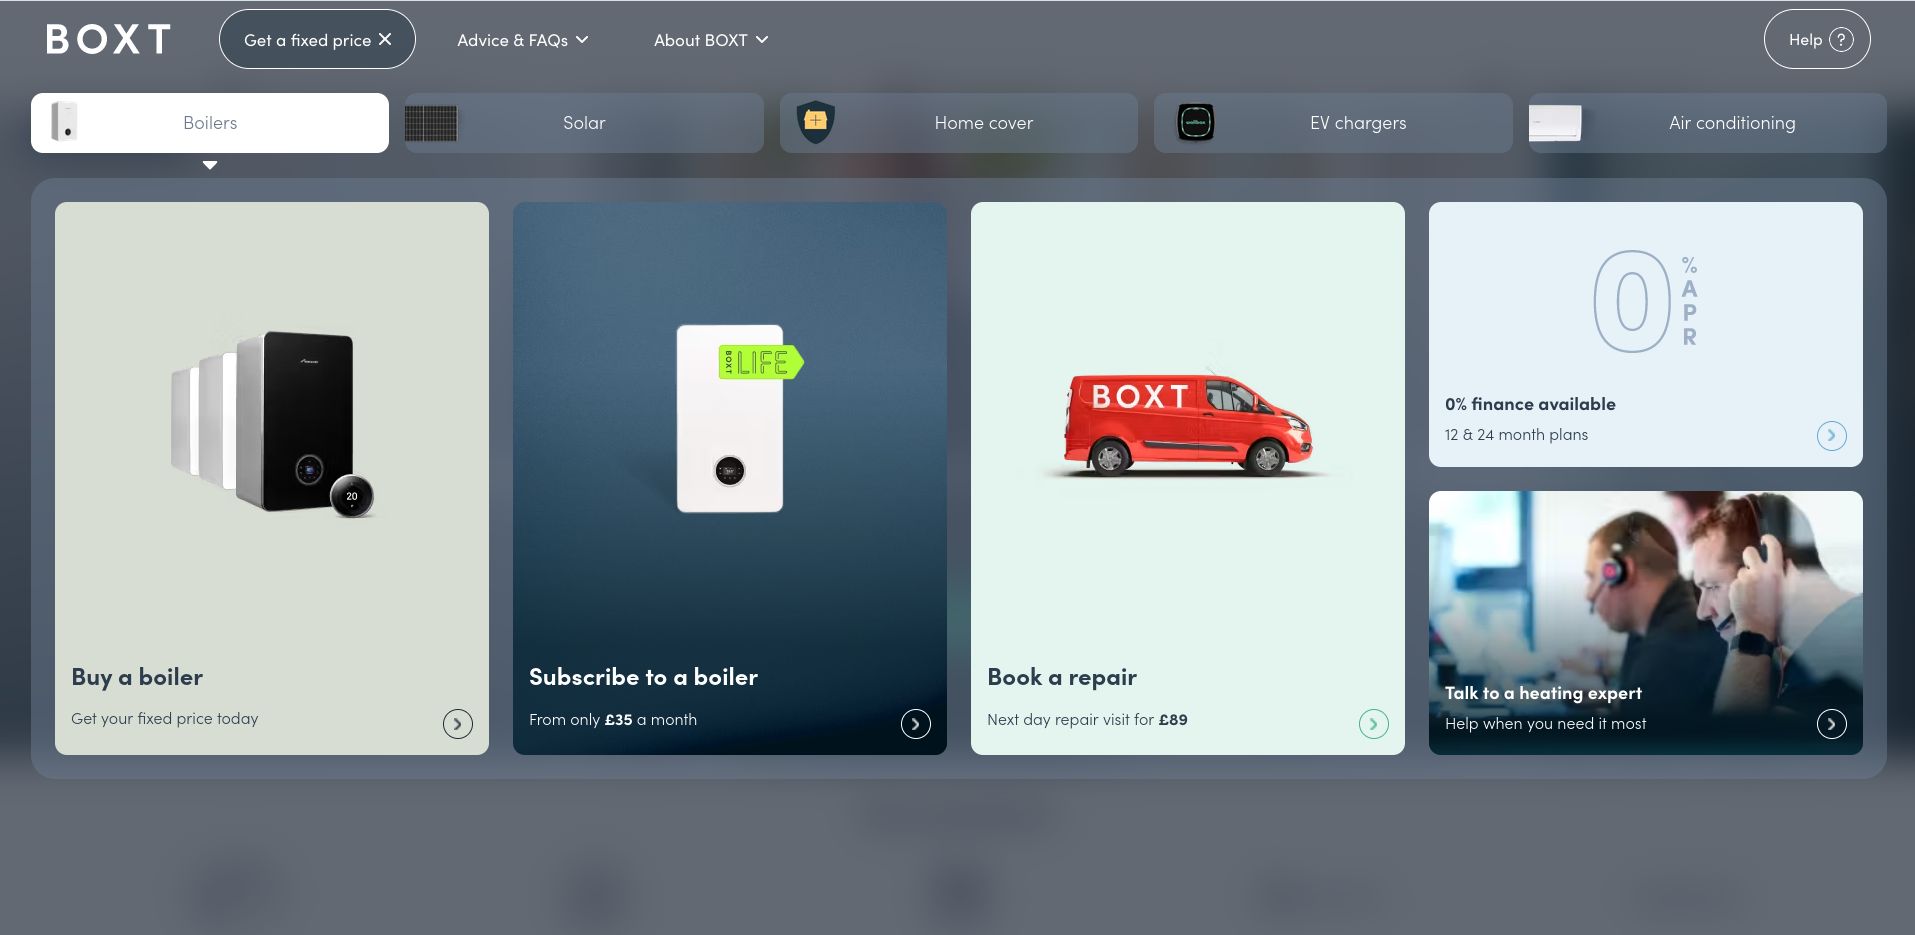 BOXT
Get a fixed price
Advice & FAQs
About BOXT
Help ?
Boilers
Solar
Home cover
EV chargers
Air conditioning
20
BOXT LIFE
BOXT
0% APR
Buy a boiler
Get your fixed price today
Subscribe to a boiler
From only £35 a month
Book a repair
Next day repair visit for £89
0% finance available
12 & 24 month plans
Talk to a heating expert
Help when you need it most